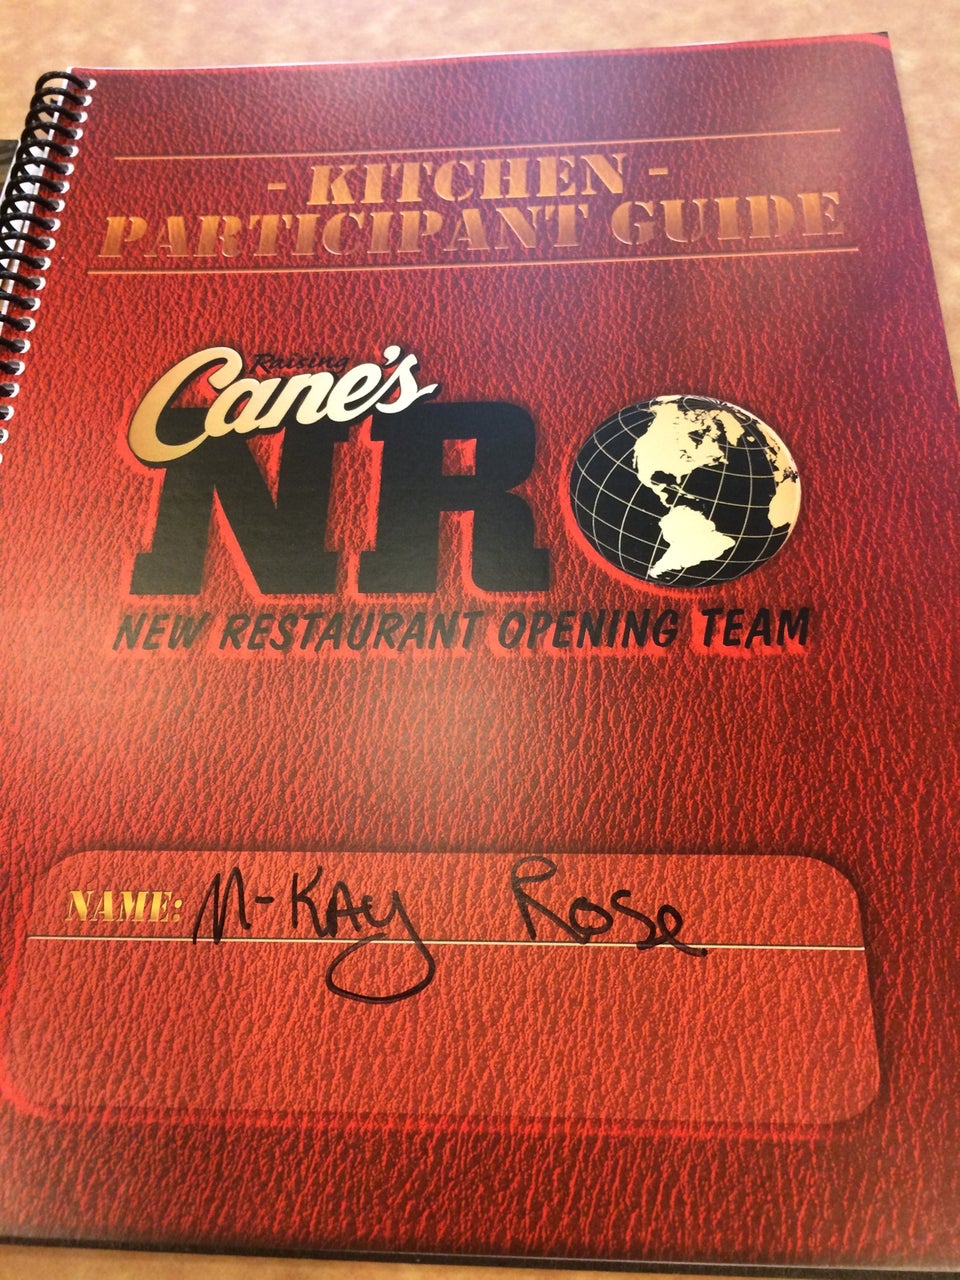 - KITCHEN -
PARTICIPANT GUIDE
Raising
Cane's
NRO
NEW RESTAURANT OPENING TEAM
NAME: M-KAy Rose